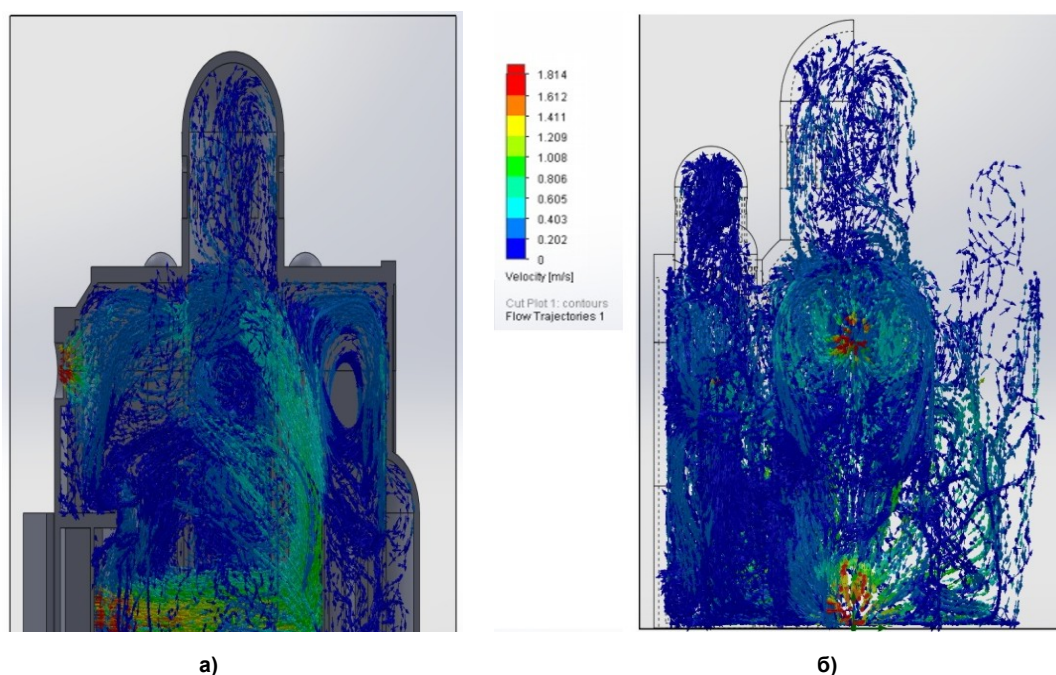 1.814
1.612
1.411
1.209
1.008
0.806
0.605
0.403
0.202
0
Velocity [m/s]
Cut Plot 1: contours
Flow Trajectories 1
а)
б)